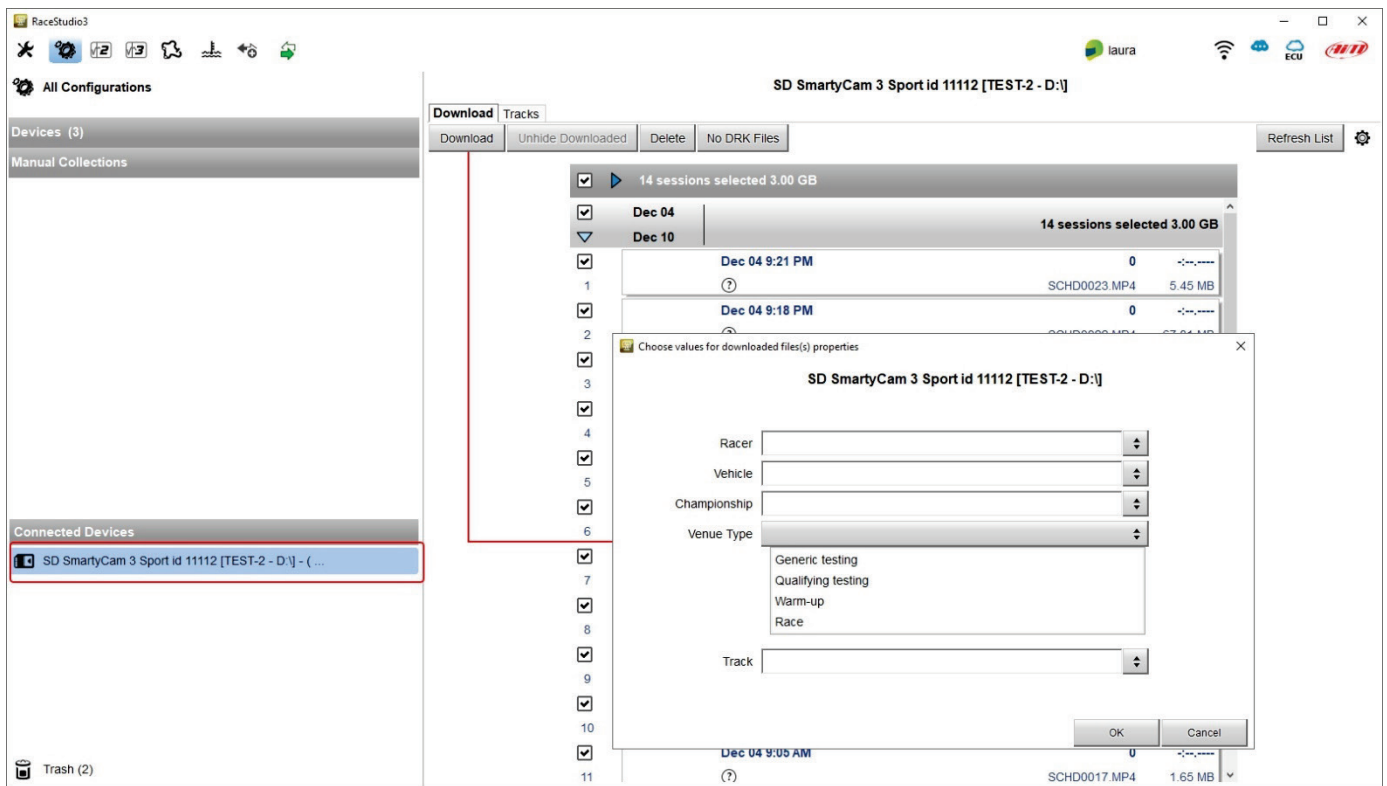 RaceStudio3
laura
ECU
AiM
All Configurations
SD SmartyCam 3 Sport id 11112 [TEST-2 - D:\]
Devices (3)
Manual Collections
Download Tracks
Download Unhide Downloaded Delete No DRK Files Refresh List
14 sessions selected 3.00 GB
Dec 04
Dec 10
14 sessions selected 3.00 GB
Dec 04 9:21 PM 0 -:--.----
1 ? SCHD0023.MP4 5.45 MB
Dec 04 9:18 PM 0 -:--.----
2
3
4
5
6
7
8
9
10
Choose values for downloaded files(s) properties
SD SmartyCam 3 Sport id 11112 [TEST-2 - D:\]
Racer
Vehicle
Championship
Venue Type
Generic testing
Qualifying testing
Warm-up
Race
Track
OK Cancel
Dec 04 9:05 AM 0 -:--.----
11 ? SCHD0017.MP4 1.65 MB
Connected Devices
SD SmartyCam 3 Sport id 11112 [TEST-2 - D:\] - ( ...
Trash (2)